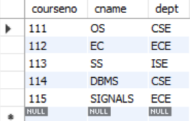 courseno cname dept
111 OS CSE
112 EC ECE
113 SS ISE
114 DBMS CSE
115 SIGNALS ECE
NULL NULL NULL